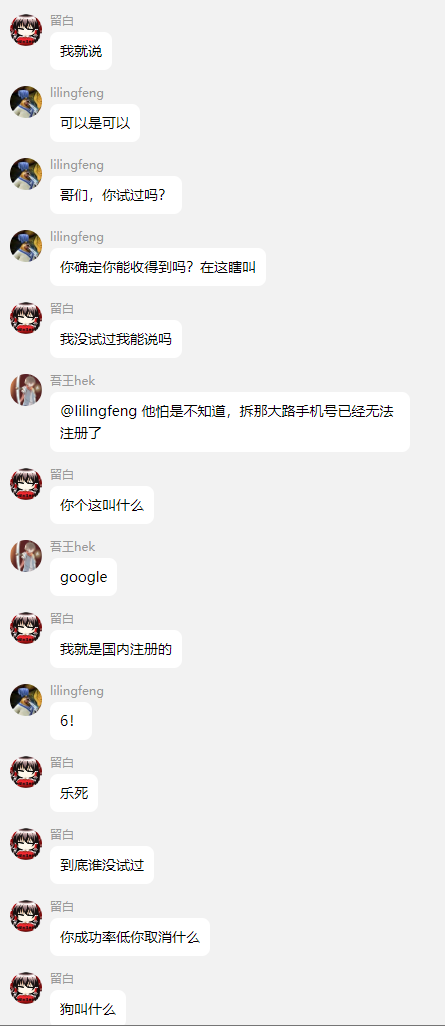 留白
我就说
lilingfeng
可以是可以
lilingfeng
哥们，你试过吗？
lilingfeng
你确定你能收得到吗？在这瞎叫
留白
我没试过我能说吗
吾王hek
@lilingfeng 他怕是不知道，拆那大路手机号已经无法
注册了
留白
你个这叫什么
吾王hek
google
留白
我就是国内注册的
lilingfeng
6！
留白
乐死
留白
到底谁没试过
留白
你成功率低你取消什么
留白
狗叫什么